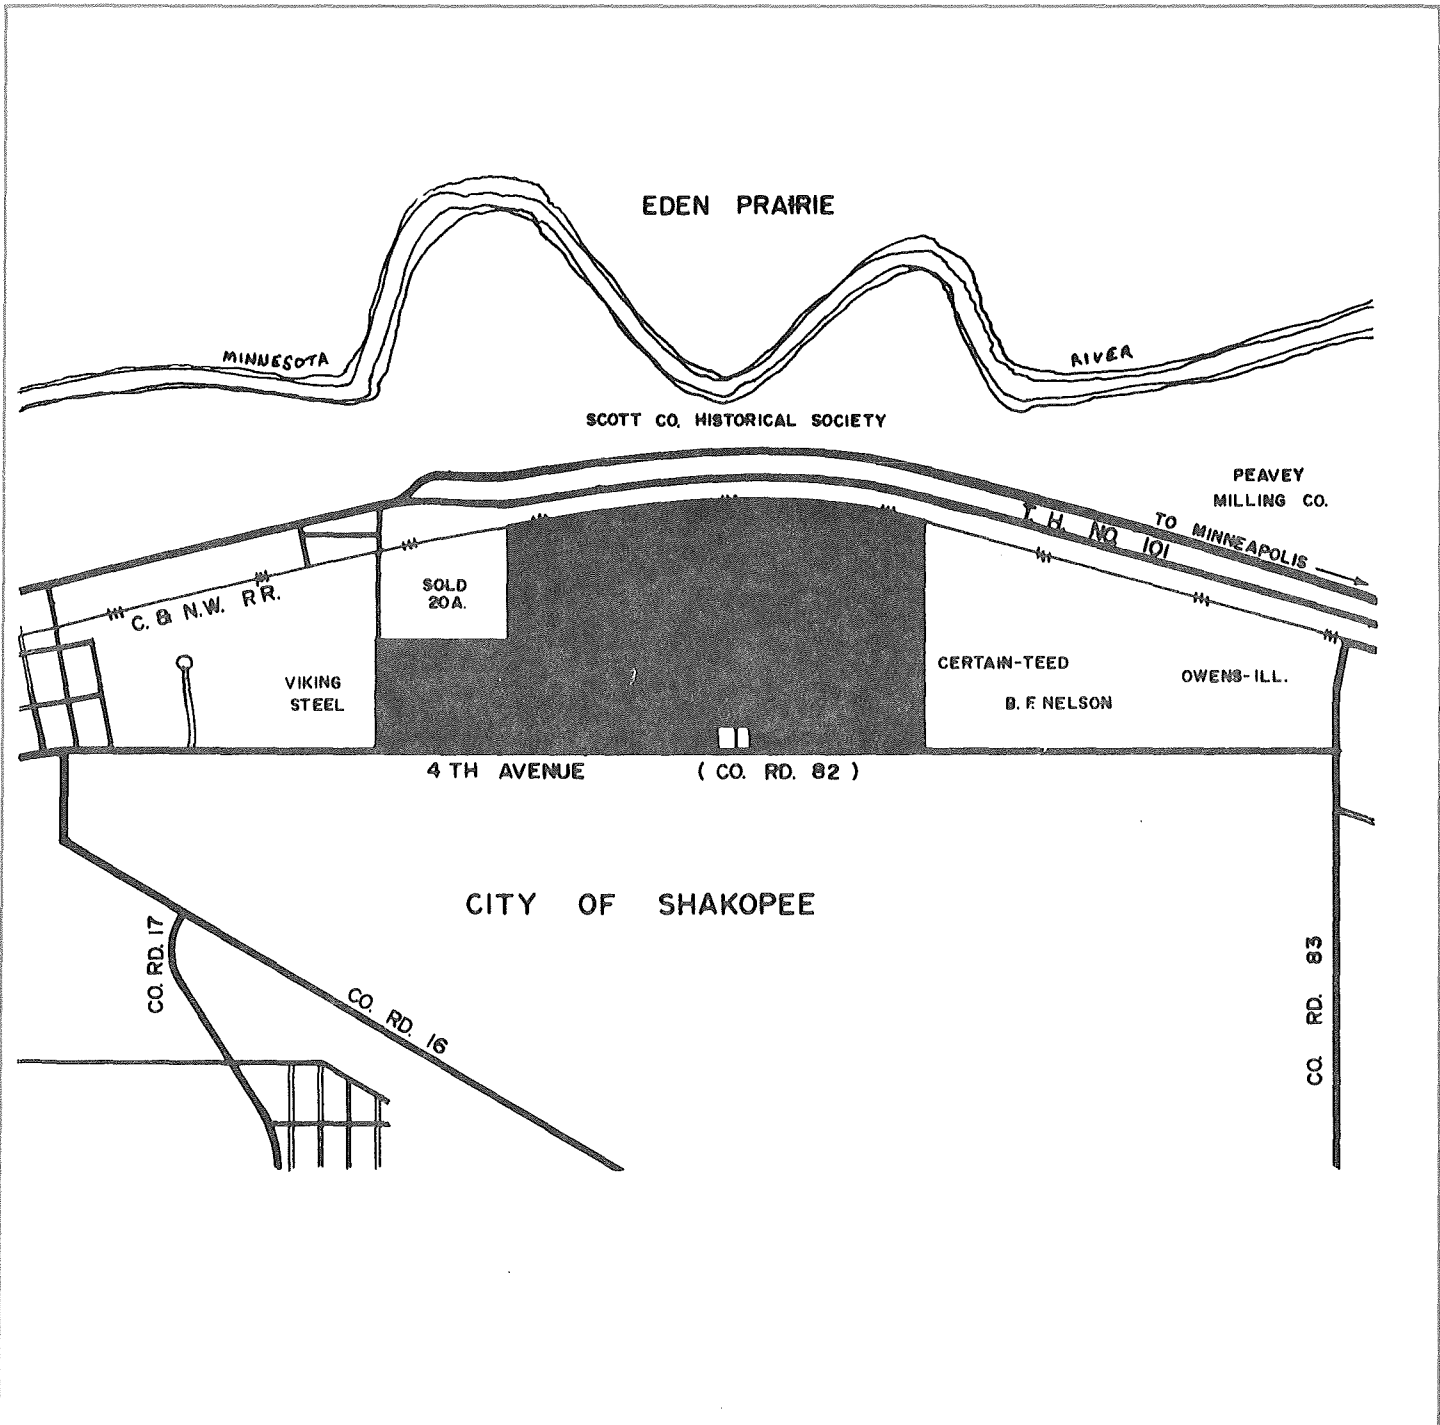 EDEN PRAIRIE
MINNESOTA
RIVER
SCOTT CO. HISTORICAL SOCIETY
PEAVEY
MILLING CO.
T. H. NO. 101
TO MINNEAPOLIS
C. & N.W. R R.
SOLD
20A.
VIKING
STEEL
CERTAIN-TEED
OWENS-ILL.
B. F. NELSON
4 TH AVENUE ( CO. RD. 82 )
CITY OF SHAKOPEE
CO. RD. 17
CO. RD. 16
CO. RD. 83